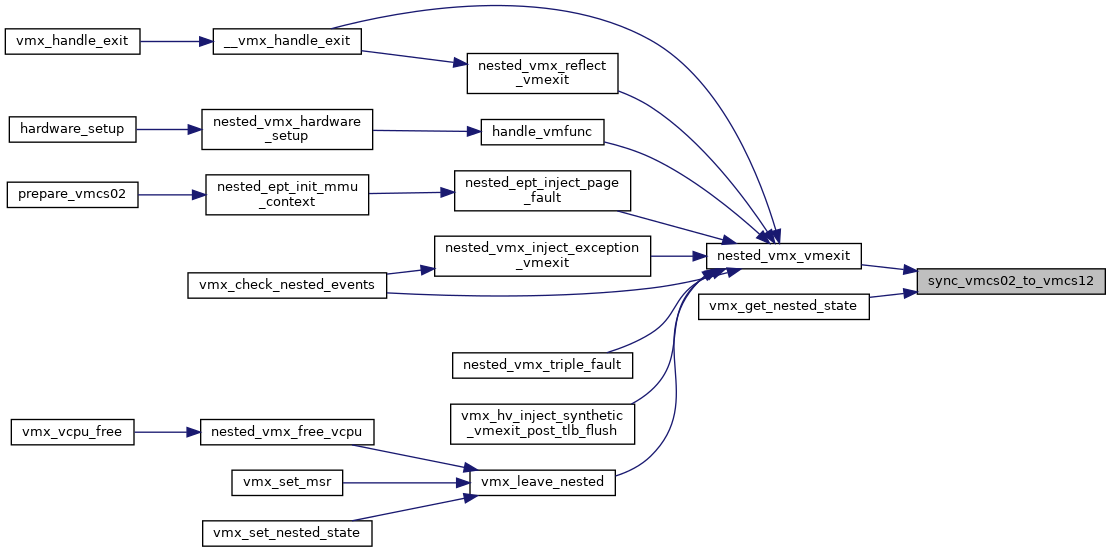 vmx_handle_exit
__vmx_handle_exit
nested_vmx_reflect
_vmexit
hardware_setup
nested_vmx_hardware
_setup
handle_vmfunc
prepare_vmcs02
nested_ept_init_mmu
_context
nested_ept_inject_page
_fault
nested_vmx_inject_exception
_vmexit
nested_vmx_vmexit
sync_vmcs02_to_vmcs12
vmx_check_nested_events
vmx_get_nested_state
nested_vmx_triple_fault
vmx_hv_inject_synthetic
_vmexit_post_tlb_flush
vmx_vcpu_free
nested_vmx_free_vcpu
vmx_set_msr
vmx_leave_nested
vmx_set_nested_state